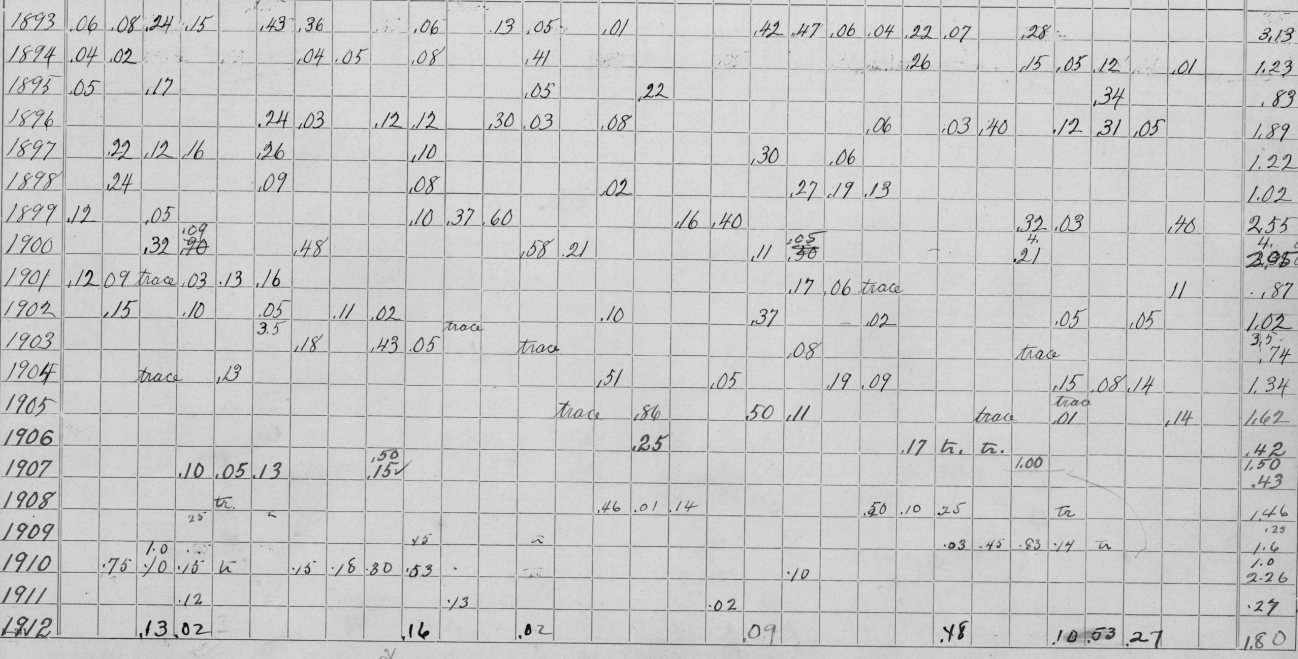 1893 .06 .08 .24 .15 .43 .36 .06 .13 .05 .01 .42 .47 .06 .04 .22 .07 .28 3.13
1894 .04 .02 .04 .05 .08 .41 .26 .15 .05 .12 .01 1.23
1895 .05 .17 .05 .22 .34 .83
1896 .24 .03 .12 .12 .30 .03 .08 .06 .03 .40 .12 .31 .05 1.89
1897 .22 .12 .16 .26 .10 .30 .06 1.22
1898 .24 .09 .08 .02 .27 .19 .13 1.02
1899 .12 .05 .10 .37 .60 .16 .40 .32 .03 .40 2.55
.09 .05 4. 4.
1900 .32 .48 .58 .21 .11 .21
1901 .12 .09 trace .03 .13 .16 .17 .06 trace .11 .87
1902 .15 .10 .05 .11 .02 .10 .37 .02 .05 .05 1.02
3.5 trace 3.5
1903 .18 .43 .05 trace .08 trace .74
1904 trace .13 .51 .05 .19 .09 .15 .08 .14 1.34
trace
1905 trace .86 .50 .11 trace .01 .14 1.62
1906 .25 .17 tr. tr. .42
.50 1.00 1.50
1907 .10 .05 .13 .15✓ .43
1908 tr. .46 .01 .14 .50 .10 .25 tr 1.46
25 .25
1909 .03 .45 .83 .14 tr 1.6
1.0 1.0
1910 .75 .10 .15 tr .15 .18 .30 .53 .10 2.26
1911 .12 .13 .02 .27
1912 .13 .02 .16 .02 .09 .48 .10 .53 .27 1.80